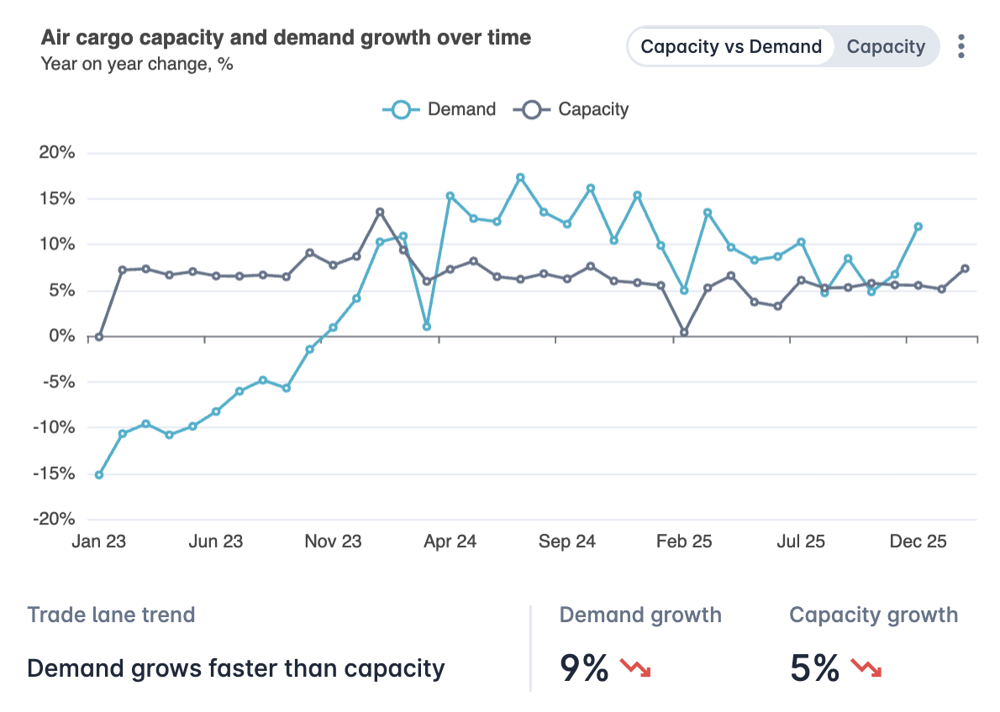 Air cargo capacity and demand growth over time
Year on year change, %
Capacity vs Demand Capacity
Demand Capacity
20%
15%
10%
5%
0%
-5%
-10%
-15%
-20%
Jan 23 Jun 23 Nov 23 Apr 24 Sep 24 Feb 25 Jul 25 Dec 25
Trade lane trend
Demand grows faster than capacity
Demand growth
9%
Capacity growth
5%